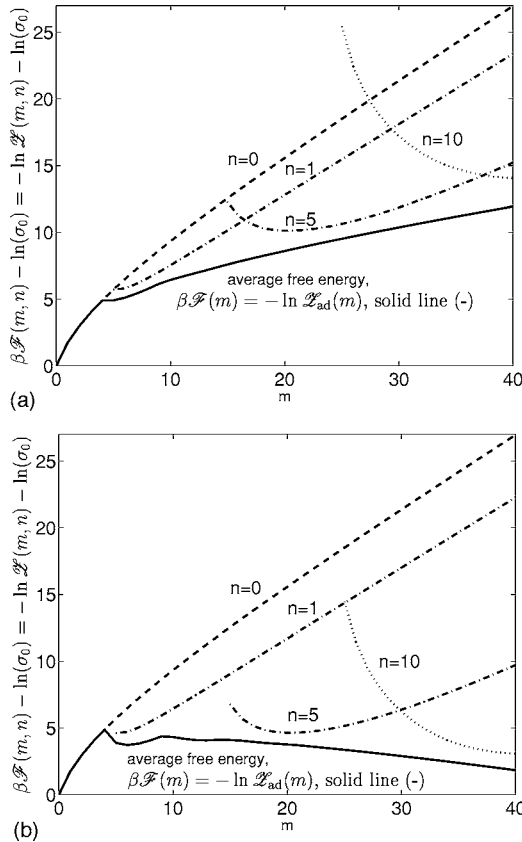 βℱ(m, n) − ln(σ₀) = −ln 𝒵(m, n) − ln(σ₀)
25
20
15
10
5
0
n=0
n=1
n=10
n=5
average free energy,
βℱ(m) = −ln 𝒵ad(m), solid line (-)
0 10 20 30 40
m
(a)
βℱ(m, n) − ln(σ₀) = −ln 𝒵(m, n) − ln(σ₀)
25
20
15
10
5
0
n=0
n=1
n=10
n=5
average free energy,
βℱ(m) = −ln 𝒵ad(m), solid line (-)
0 10 20 30 40
m
(b)